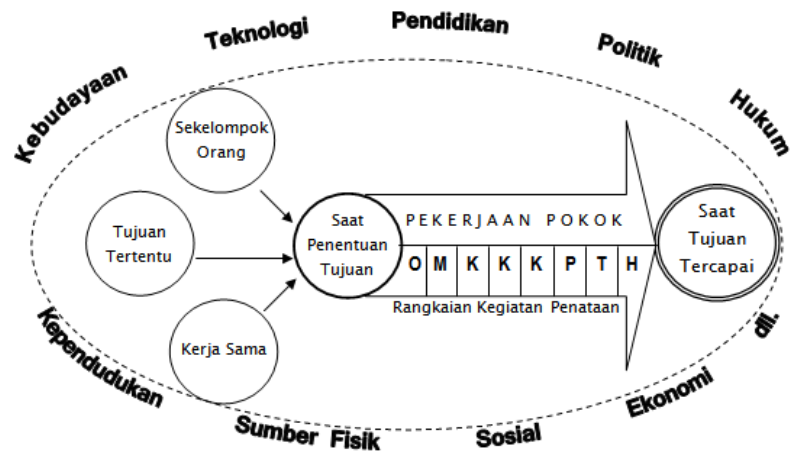 Teknologi
Pendidikan
Politik
Kebudayaan
Hukum
Sekelompok
Orang
Tujuan
Tertentu
Kerja Sama
Saat
Penentuan
Tujuan
PEKERJAAN POKOK
O M K K K P T H
Rangkaian Kegiatan Penataan
Saat
Tujuan
Tercapai
Kependudukan
Sumber Fisik
Sosial
Ekonomi
dll.